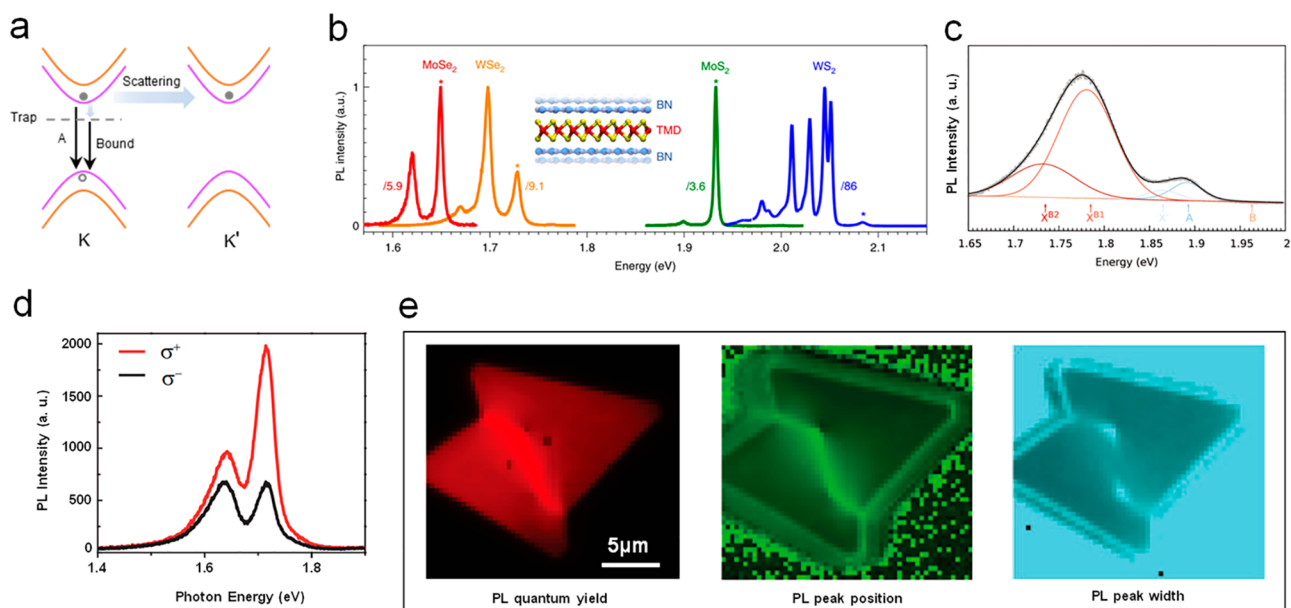 a
Scattering
Trap
A
Bound
K
K'
b
MoSe2
WSe2
MoS2
WS2
*
*
*
*
BN
TMD
BN
/5.9
/9.1
/3.6
/86
PL intensity (a.u.)
1
0
1.6
1.7
1.8
1.9
2.0
2.1
Energy (eV)
c
PL Intensity (a. u.)
X^B2
X^B1
X^-
A
B
1.65
1.7
1.75
1.8
1.85
1.9
1.95
2
Energy (eV)
d
σ+
σ−
PL Intensity (a. u.)
2000
1500
1000
500
0
1.4
1.6
1.8
Photon Energy (eV)
e
5μm
PL quantum yield
PL peak position
PL peak width